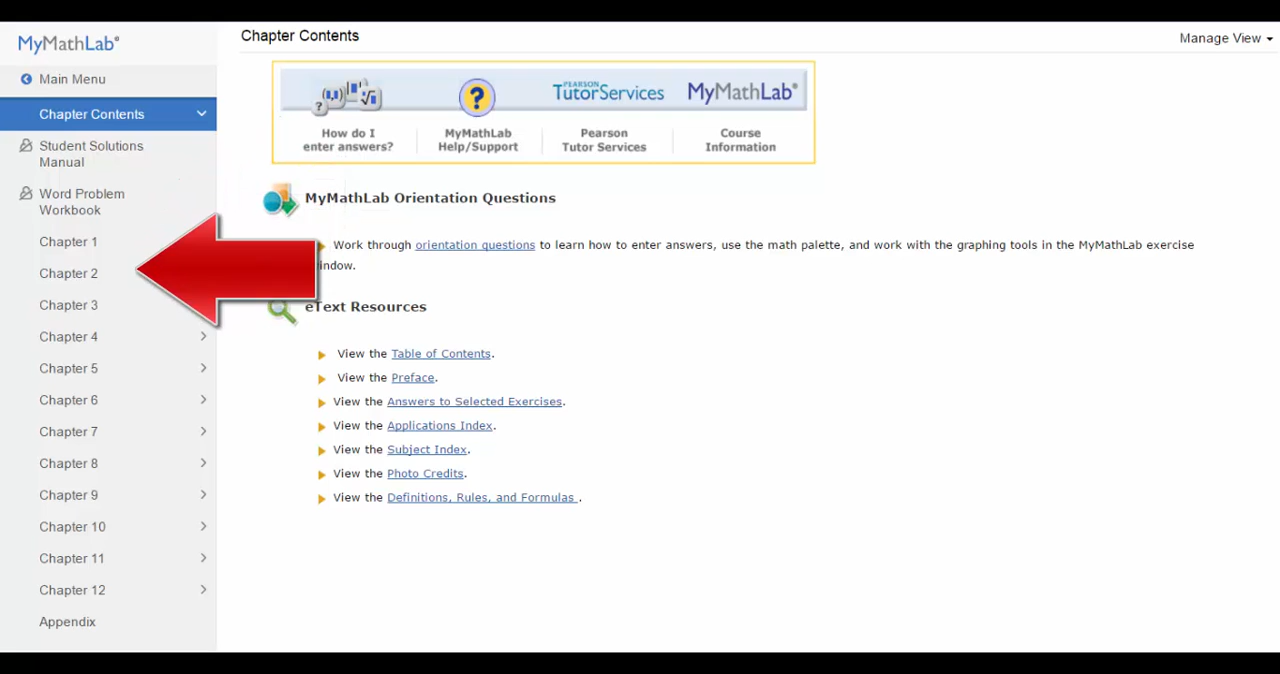 MyMathLab®
Main Menu
Chapter Contents
Student Solutions
Manual
Word Problem
Workbook
Chapter 1
Chapter 2
Chapter 3
Chapter 4
Chapter 5
Chapter 6
Chapter 7
Chapter 8
Chapter 9
Chapter 10
Chapter 11
Chapter 12
Appendix
Chapter Contents
Manage View
How do I
enter answers?
?
MyMathLab
Help/Support
PEARSON
TutorServices
Pearson
Tutor Services
MyMathLab®
Course
Information
MyMathLab Orientation Questions
Work through orientation questions to learn how to enter answers, use the math palette, and work with the graphing tools in the MyMathLab exercise
indow.
eText Resources
View the Table of Contents.
View the Preface.
View the Answers to Selected Exercises.
View the Applications Index.
View the Subject Index.
View the Photo Credits.
View the Definitions, Rules, and Formulas .